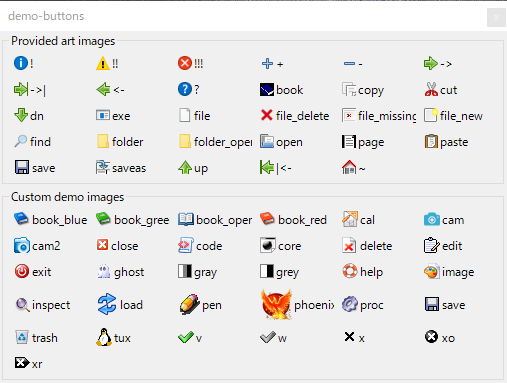 demo-buttons
Provided art images
! !! !!! + - ->
->| <- ? book copy cut
dn exe file file_delete file_missing file_new
find folder folder_oper open page paste
save saveas up |<- ~
Custom demo images
book_blue book_gree book_oper book_red cal cam
cam2 close code core delete edit
exit ghost gray grey help image
inspect load pen phoenix proc save
trash tux v w x xo
xr